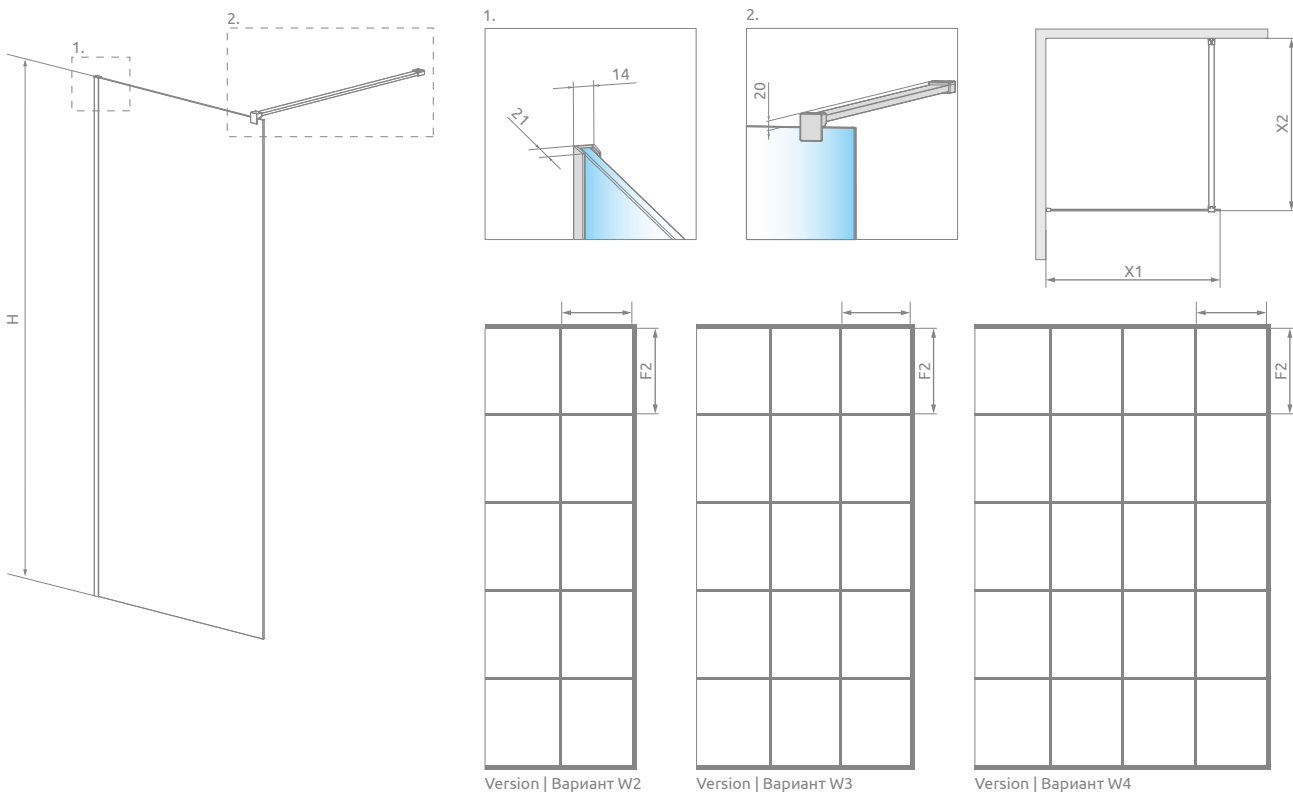 2.
1.
H
1.
14
21
2.
20
X2
X1
F2
F2
F2
Version | Вариант W2
Version | Вариант W3
Version | Вариант W4